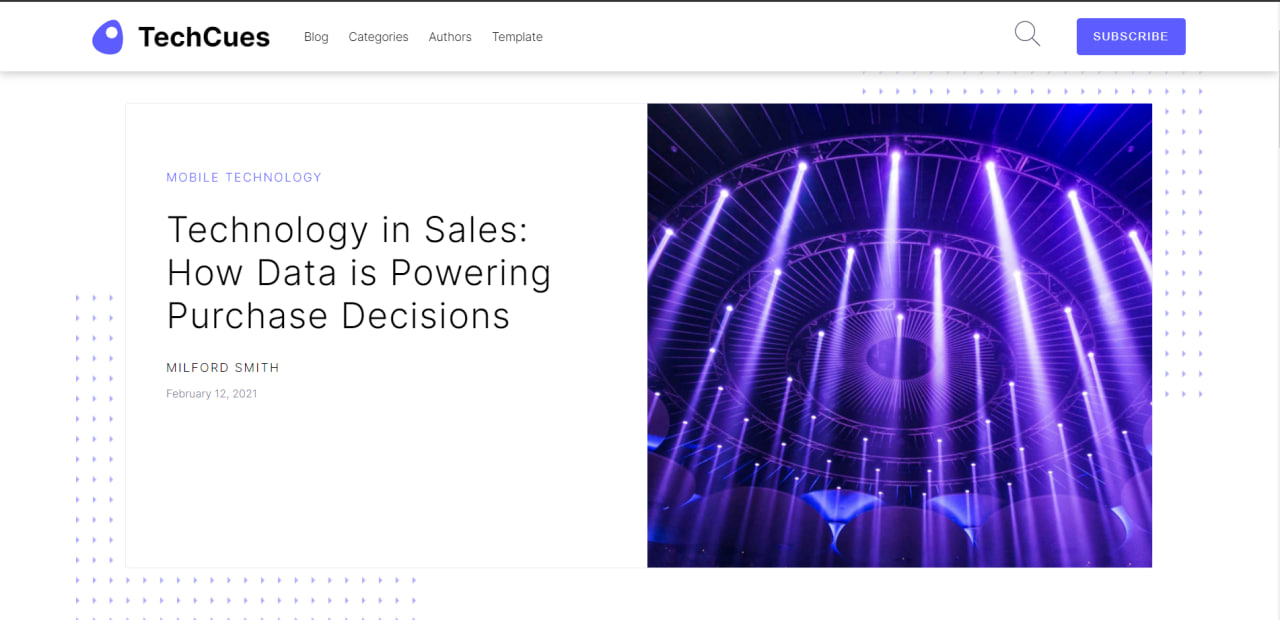 TechCues
Blog Categories Authors Template
SUBSCRIBE
MOBILE TECHNOLOGY
Technology in Sales:
How Data is Powering
Purchase Decisions
MILFORD SMITH
February 12, 2021